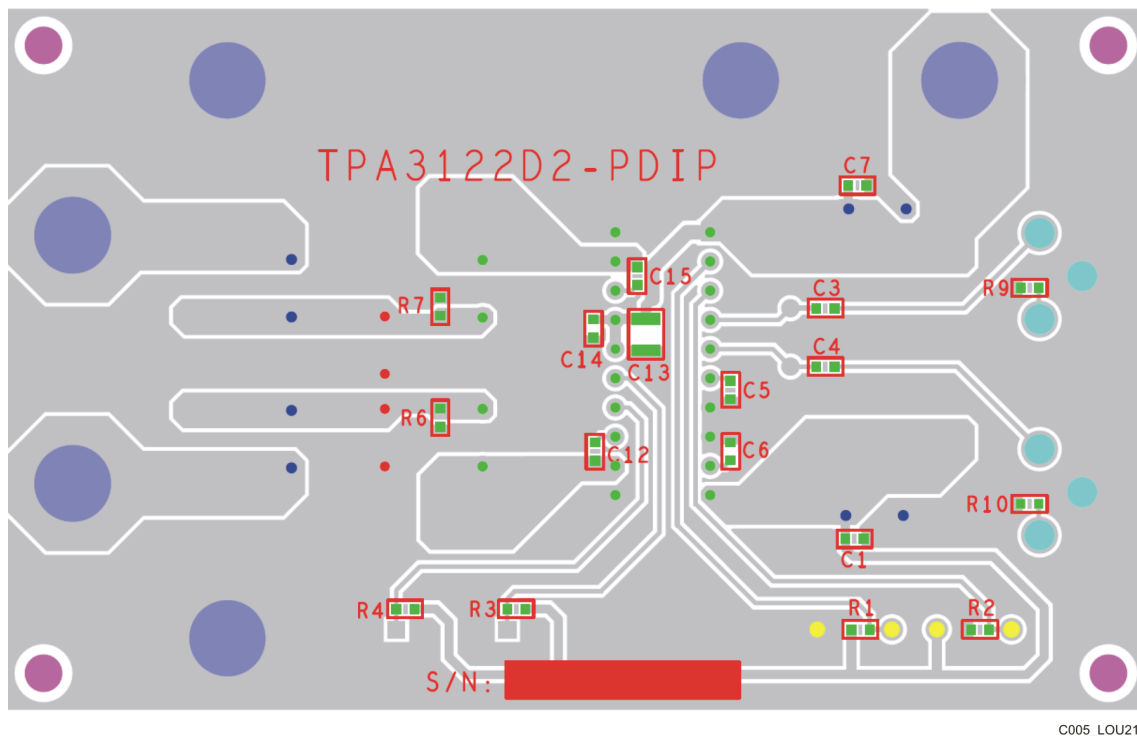 TPA3122D2-PDIP
C7
C15
R7
C3
R9
C14
C13
C4
C5
R6
C12
C6
R10
C1
R4
R3
R1
R2
S/N:
C005 LOU21